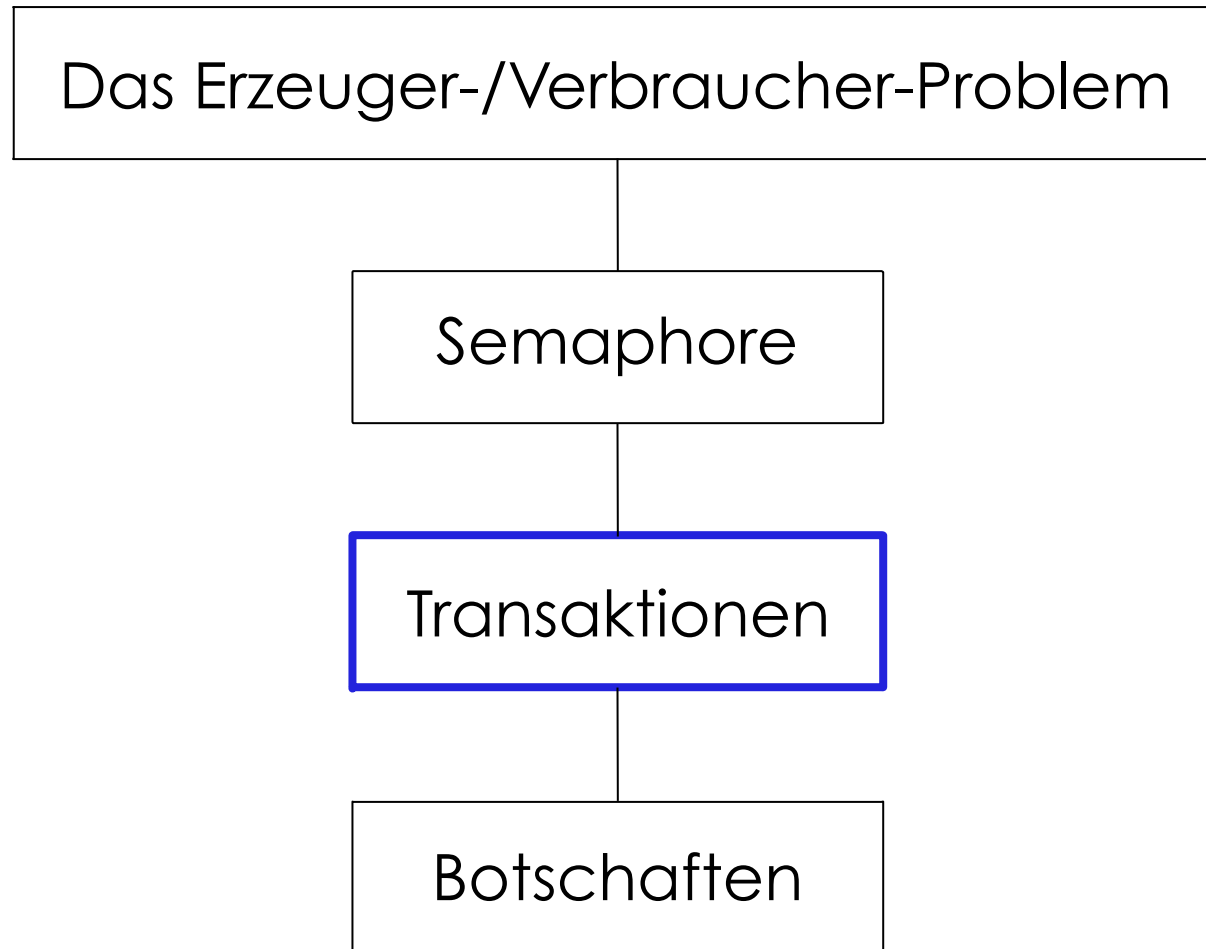 Das Erzeuger-/Verbraucher-Problem
Semaphore
Transaktionen
Botschaften